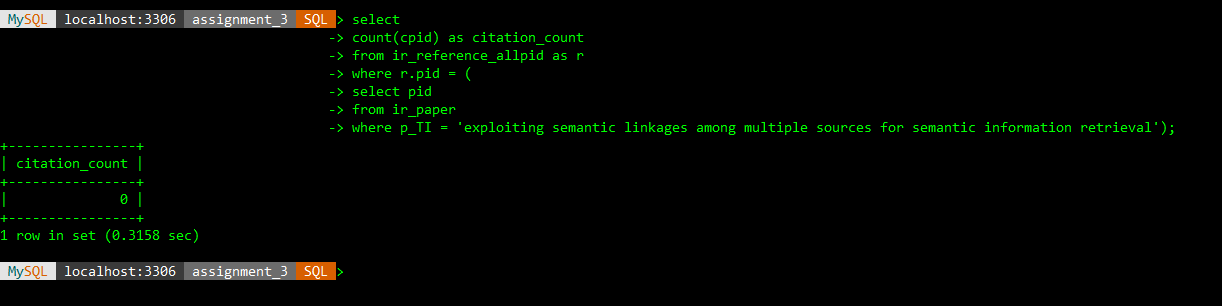 MySQL localhost:3306 assignment_3 SQL > select
-> count(cpid) as citation_count
-> from ir_reference_allpid as r
-> where r.pid = (
-> select pid
-> from ir_paper
-> where p_TI = 'exploiting semantic linkages among multiple sources for semantic information retrieval');
+----------------+
| citation_count |
+----------------+
| 0 |
+----------------+
1 row in set (0.3158 sec)
MySQL localhost:3306 assignment_3 SQL >